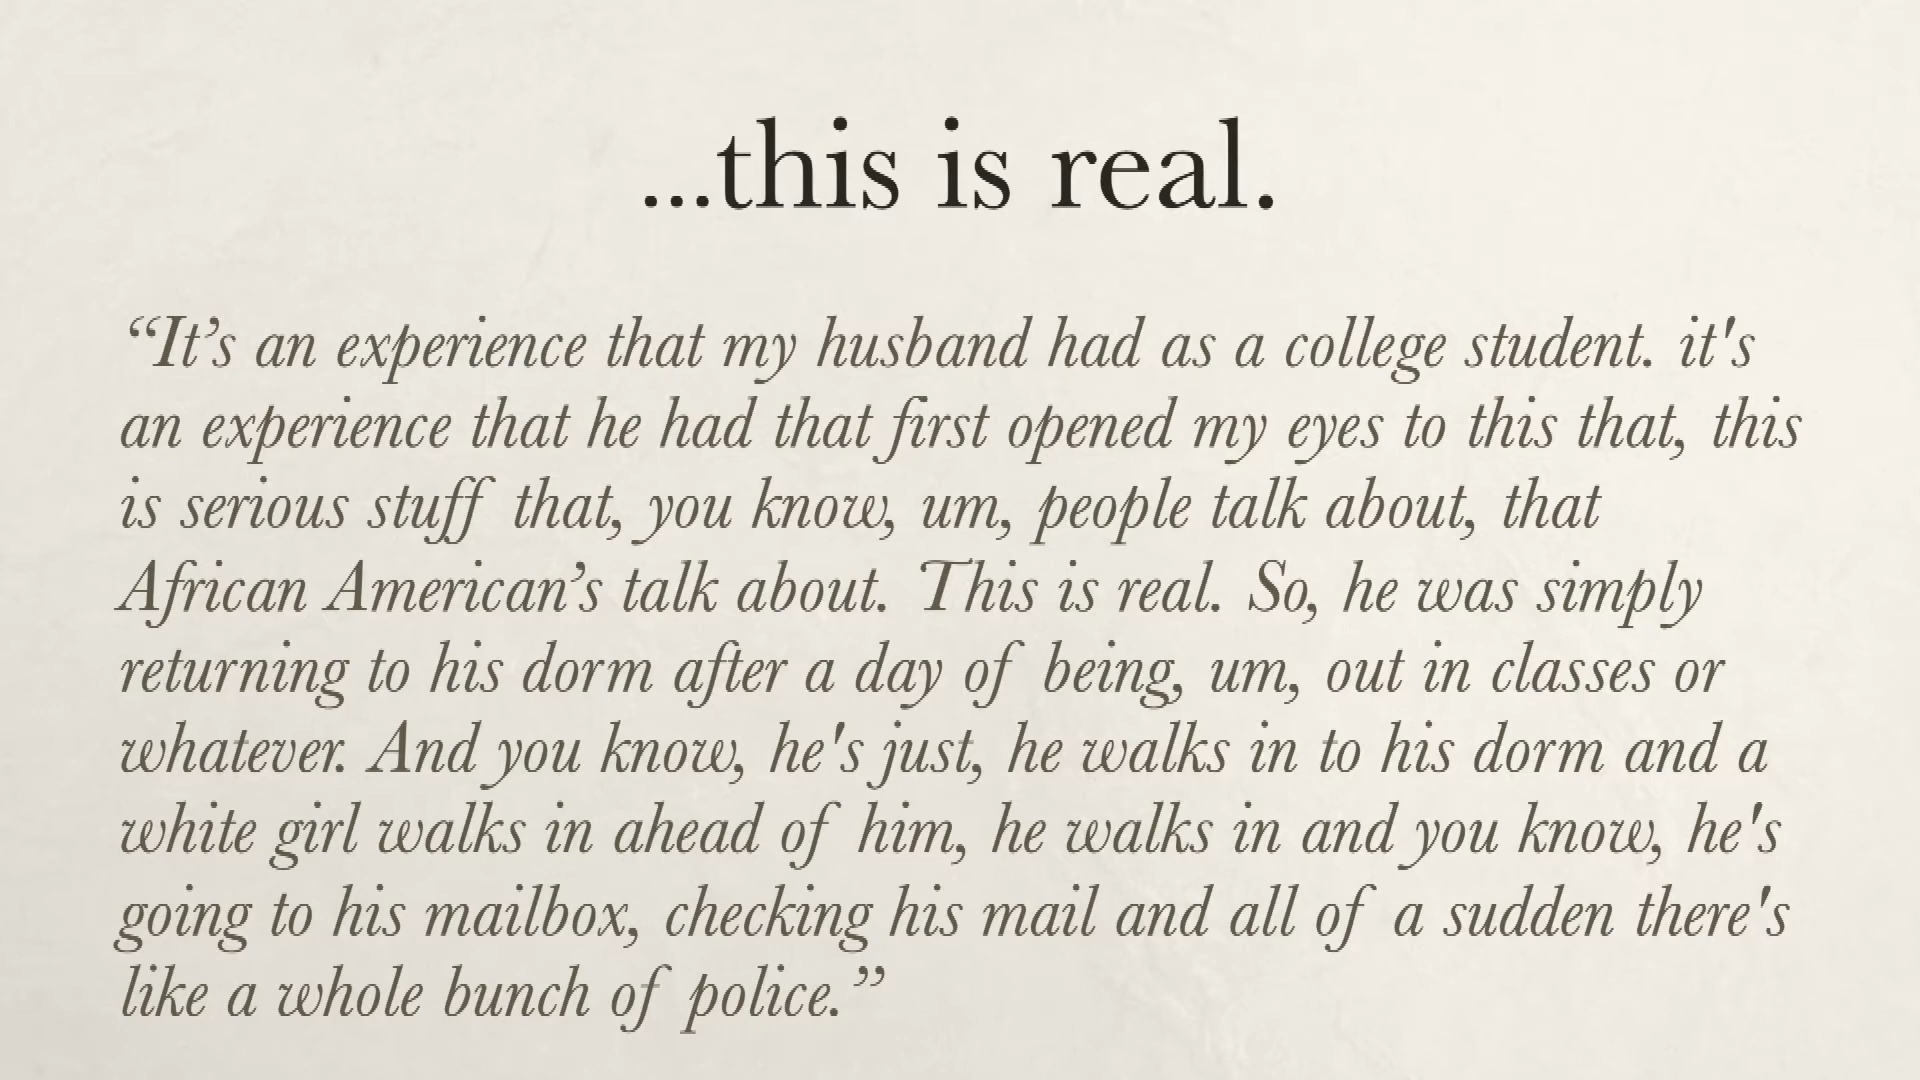 ...this is real.
“It’s an experience that my husband had as a college student. it's
an experience that he had that first opened my eyes to this that, this
is serious stuff that, you know, um, people talk about, that
African American’s talk about. This is real. So, he was simply
returning to his dorm after a day of being, um, out in classes or
whatever. And you know, he's just, he walks in to his dorm and a
white girl walks in ahead of him, he walks in and you know, he's
going to his mailbox, checking his mail and all of a sudden there's
like a whole bunch of police.”